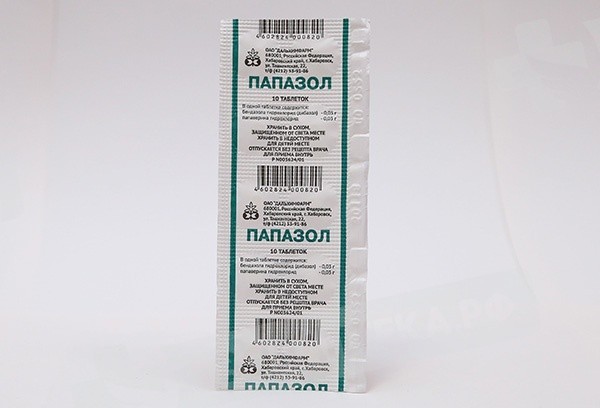 4602824000820
ОАО "ДАЛЬХИМФАРМ"
680001, Российская Федерация,
Хабаровский край, г. Хабаровск,
ул. Ташкентская, 22,
т/ф (4212) 53-91-86
ПАПАЗОЛ
10 ТАБЛЕТОК
В одной таблетке содержится:
бендазола гидрохлорида (дибазол) - 0,03 г
папаверина гидрохлорида - 0,03 г
ХРАНИТЬ В СУХОМ,
ЗАЩИЩЕННОМ ОТ СВЕТА МЕСТЕ
ХРАНИТЬ В НЕДОСТУПНОМ
ДЛЯ ДЕТЕЙ МЕСТЕ
ОТПУСКАЕТСЯ БЕЗ РЕЦЕПТА ВРАЧА
ДЛЯ ПРИЕМА ВНУТРЬ
Р N003624/01
4602824000820
ОАО "ДАЛЬХИМФАРМ"
680001, Российская Федерация,
Хабаровский край, г. Хабаровск,
ул. Ташкентская, 22,
т/ф (4212) 53-91-86
ПАПАЗОЛ
10 ТАБЛЕТОК
В одной таблетке содержится:
бендазола гидрохлорида (дибазол) - 0,03 г
папаверина гидрохлорида - 0,03 г
ХРАНИТЬ В СУХОМ,
ЗАЩИЩЕННОМ ОТ СВЕТА МЕСТЕ
ХРАНИТЬ В НЕДОСТУПНОМ
ДЛЯ ДЕТЕЙ МЕСТЕ
ОТПУСКАЕТСЯ БЕЗ РЕЦЕПТА ВРАЧА
ДЛЯ ПРИЕМА ВНУТРЬ
Р N003624/01
4602824000820
ОАО "ДАЛЬХИМФАРМ"
680001, Российская Федерация,
Хабаровский край, г. Хабаровск,
ул. Ташкентская, 22,
т/ф (4212) 53-91-86
ПАПАЗОЛ